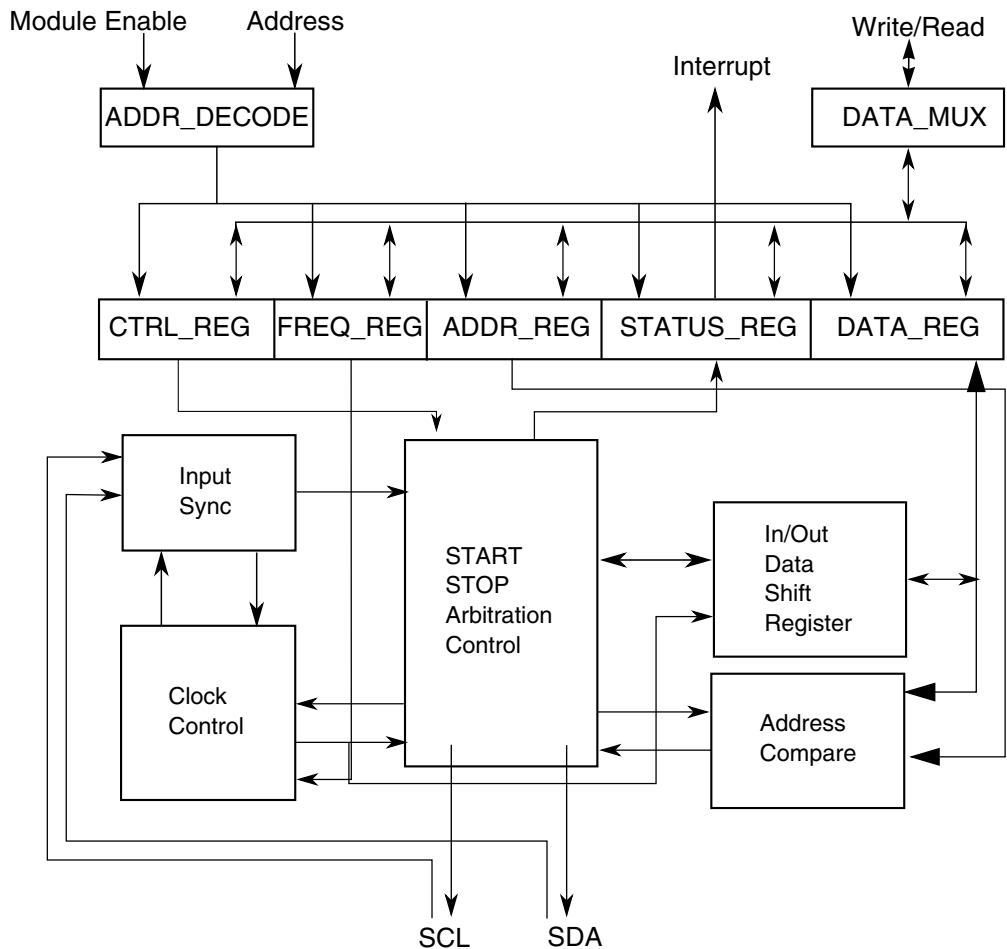 Module Enable
Address
Write/Read
Interrupt
ADDR_DECODE
DATA_MUX
CTRL_REG
FREQ_REG
ADDR_REG
STATUS_REG
DATA_REG
Input
Sync
START
STOP
Arbitration
Control
In/Out
Data
Shift
Register
Clock
Control
Address
Compare
SCL
SDA